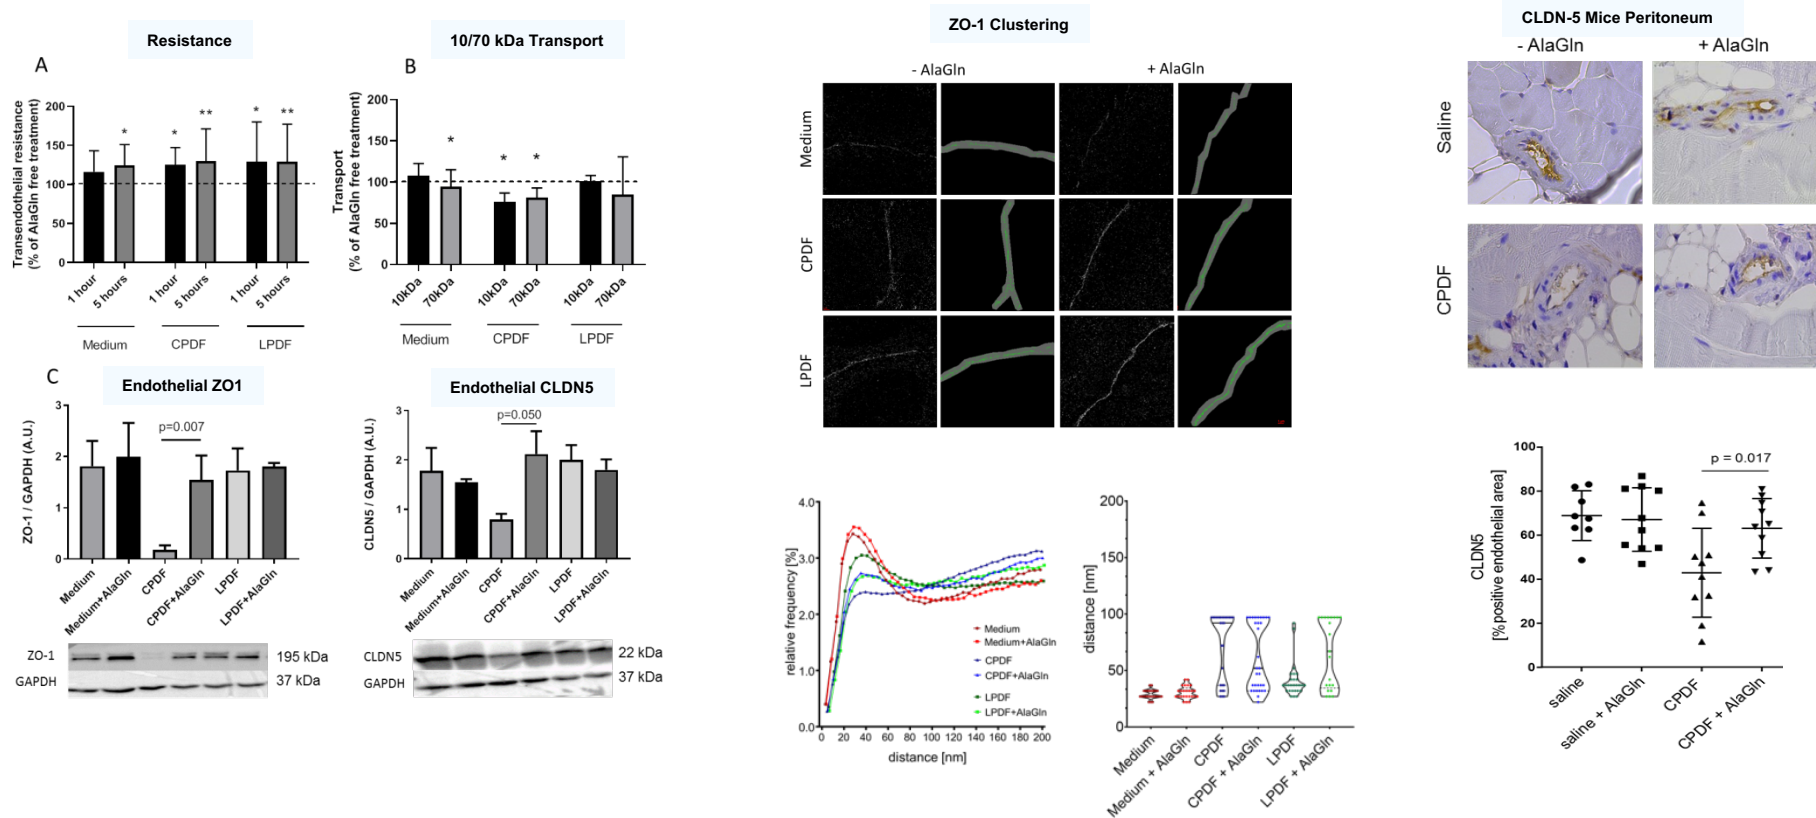 Resistance
A
Transendothelial resistance
(% of AlaGln free treatment)
200
150
100
50
0
* * ** * **
1 hour
5 hours
1 hour
5 hours
1 hour
5 hours
Medium
CPDF
LPDF
10/70 kDa Transport
B
Transport
(% of AlaGln free treatment)
200
150
100
50
0
* * *
10kDa
70kDa
10kDa
70kDa
10kDa
70kDa
Medium
CPDF
LPDF
C
Endothelial ZO1
ZO-1 / GAPDH (A.U.)
3
2
1
0
p=0.007
Medium
Medium+AlaGln
CPDF
CPDF+AlaGln
LPDF
LPDF+AlaGln
ZO-1
195 kDa
GAPDH
37 kDa
Endothelial CLDN5
CLDN5 / GAPDH (A.U.)
3
2
1
0
p=0.050
Medium
Medium+AlaGln
CPDF
CPDF+AlaGln
LPDF
LPDF+AlaGln
CLDN5
22 kDa
GAPDH
37 kDa
ZO-1 Clustering
- AlaGln
+ AlaGln
Medium
CPDF
LPDF
relative frequency [%]
4.0
3.0
2.0
1.0
0.0
0 20 40 60 80 100 120 140 160 180 200
distance [nm]
Medium
Medium+AlaGln
CPDF
CPDF+AlaGln
LPDF
LPDF+AlaGln
distance [nm]
200
150
100
50
0
Medium
Medium + AlaGln
CPDF
CPDF + AlaGln
LPDF
LPDF + AlaGln
CLDN-5 Mice Peritoneum
- AlaGln
+ AlaGln
Saline
CPDF
CLDN5
[%positive endothelial area]
100
80
60
40
20
0
p = 0.017
saline
saline + AlaGln
CPDF
CPDF + AlaGln